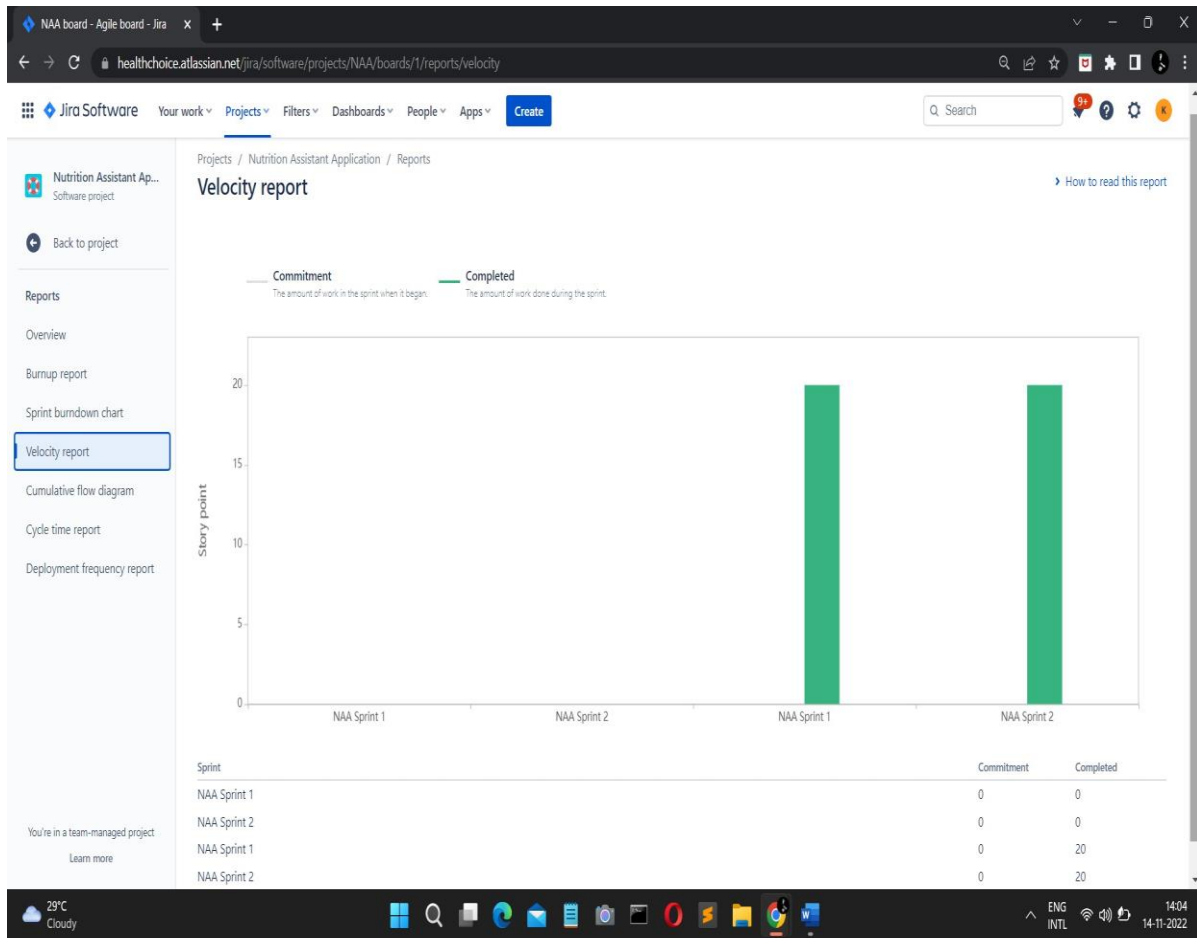 NAA board - Agile board - Jira
healthchoice.atlassian.net/jira/software/projects/NAA/boards/1/reports/velocity
Jira Software Your work Projects Filters Dashboards People Apps Create Search 9+ K
Nutrition Assistant Ap...
Software project
Back to project
Reports
Overview
Burnup report
Sprint burndown chart
Velocity report
Cumulative flow diagram
Cycle time report
Deployment frequency report
You're in a team-managed project
Learn more
Projects / Nutrition Assistant Application / Reports
Velocity report
How to read this report
Commitment
The amount of work in the sprint when it began.
Completed
The amount of work done during the sprint.
Story point
20
15
10
5
0
NAA Sprint 1 NAA Sprint 2 NAA Sprint 1 NAA Sprint 2
Sprint Commitment Completed
NAA Sprint 1 0 0
NAA Sprint 2 0 0
NAA Sprint 1 0 20
NAA Sprint 2 0 20
29°C
Cloudy
ENG
INTL
14:04
14-11-2022